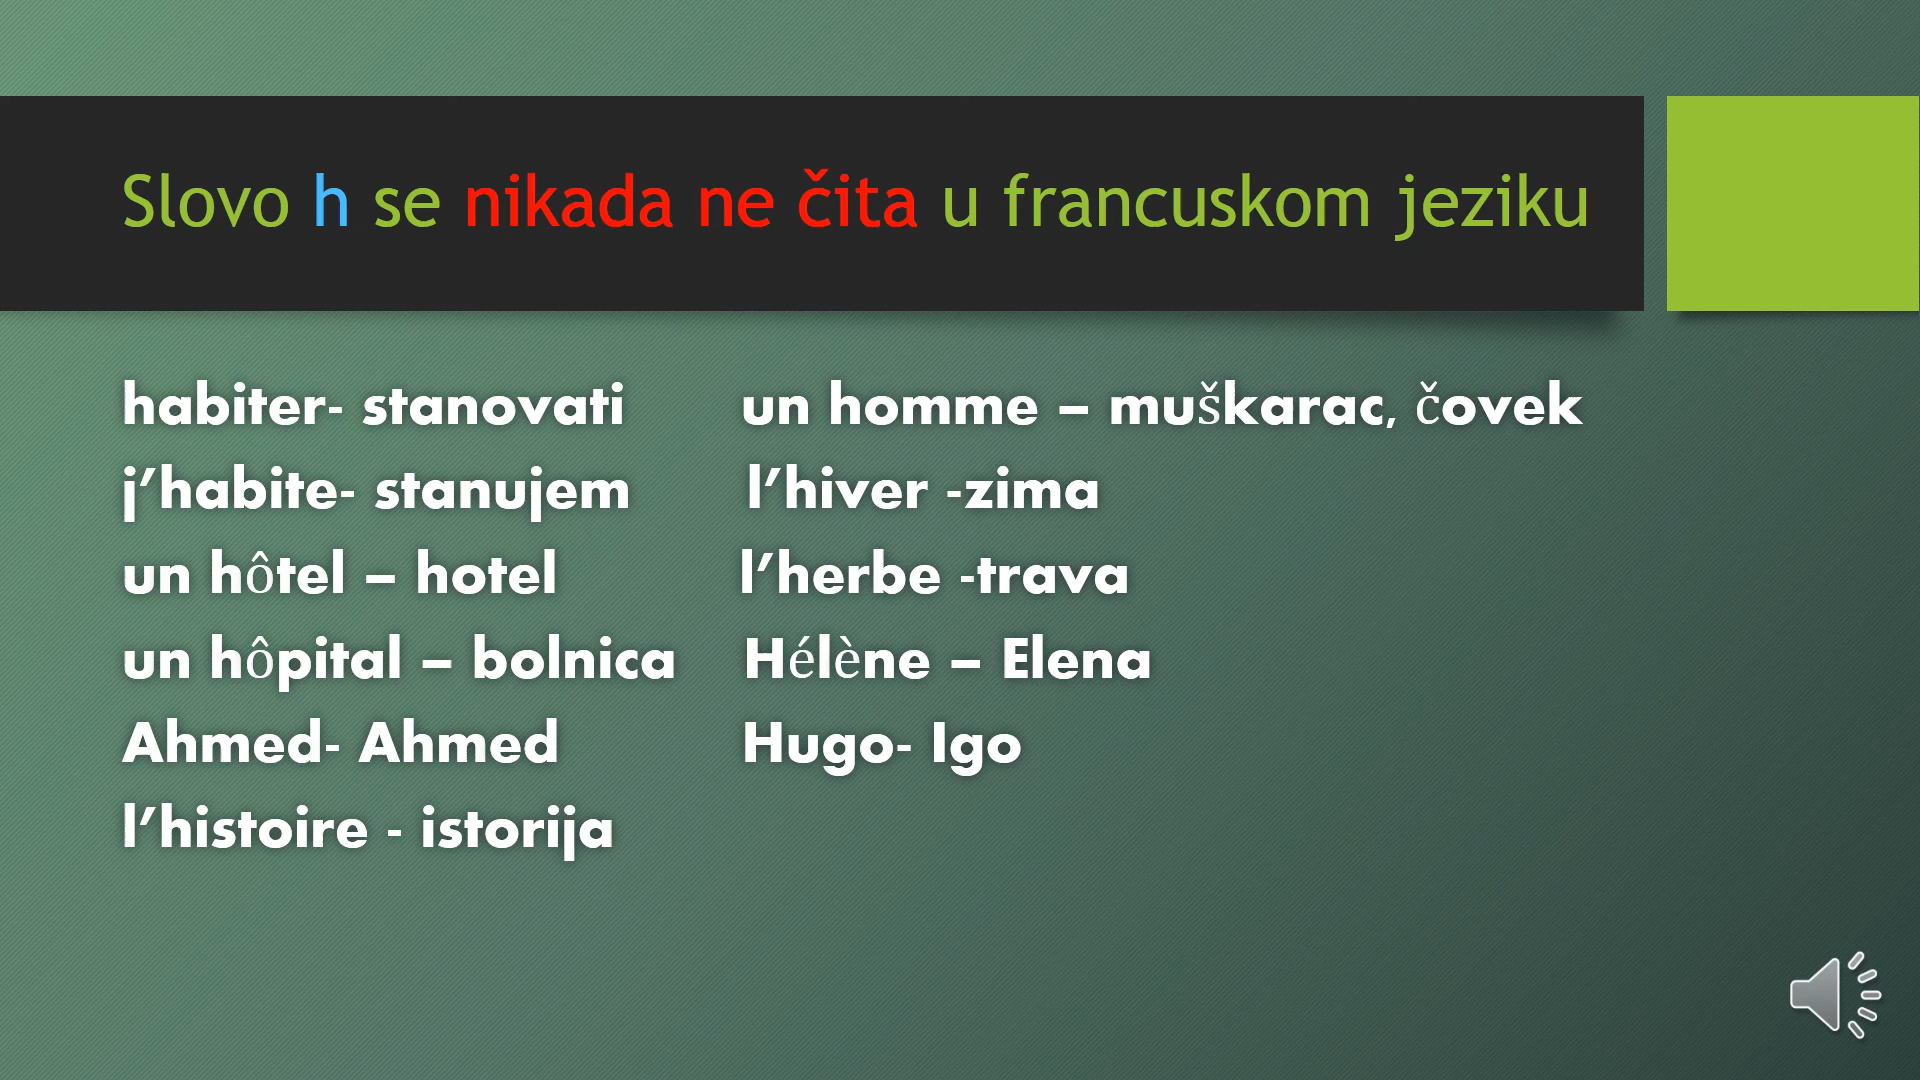 Slovo h se nikada ne čita u francuskom jeziku
habiter- stanovati un homme – muškarac, čovek
j’habite- stanujem l’hiver -zima
un hôtel – hotel l’herbe -trava
un hôpital – bolnica Hélène – Elena
Ahmed- Ahmed Hugo- Igo
l’histoire - istorija